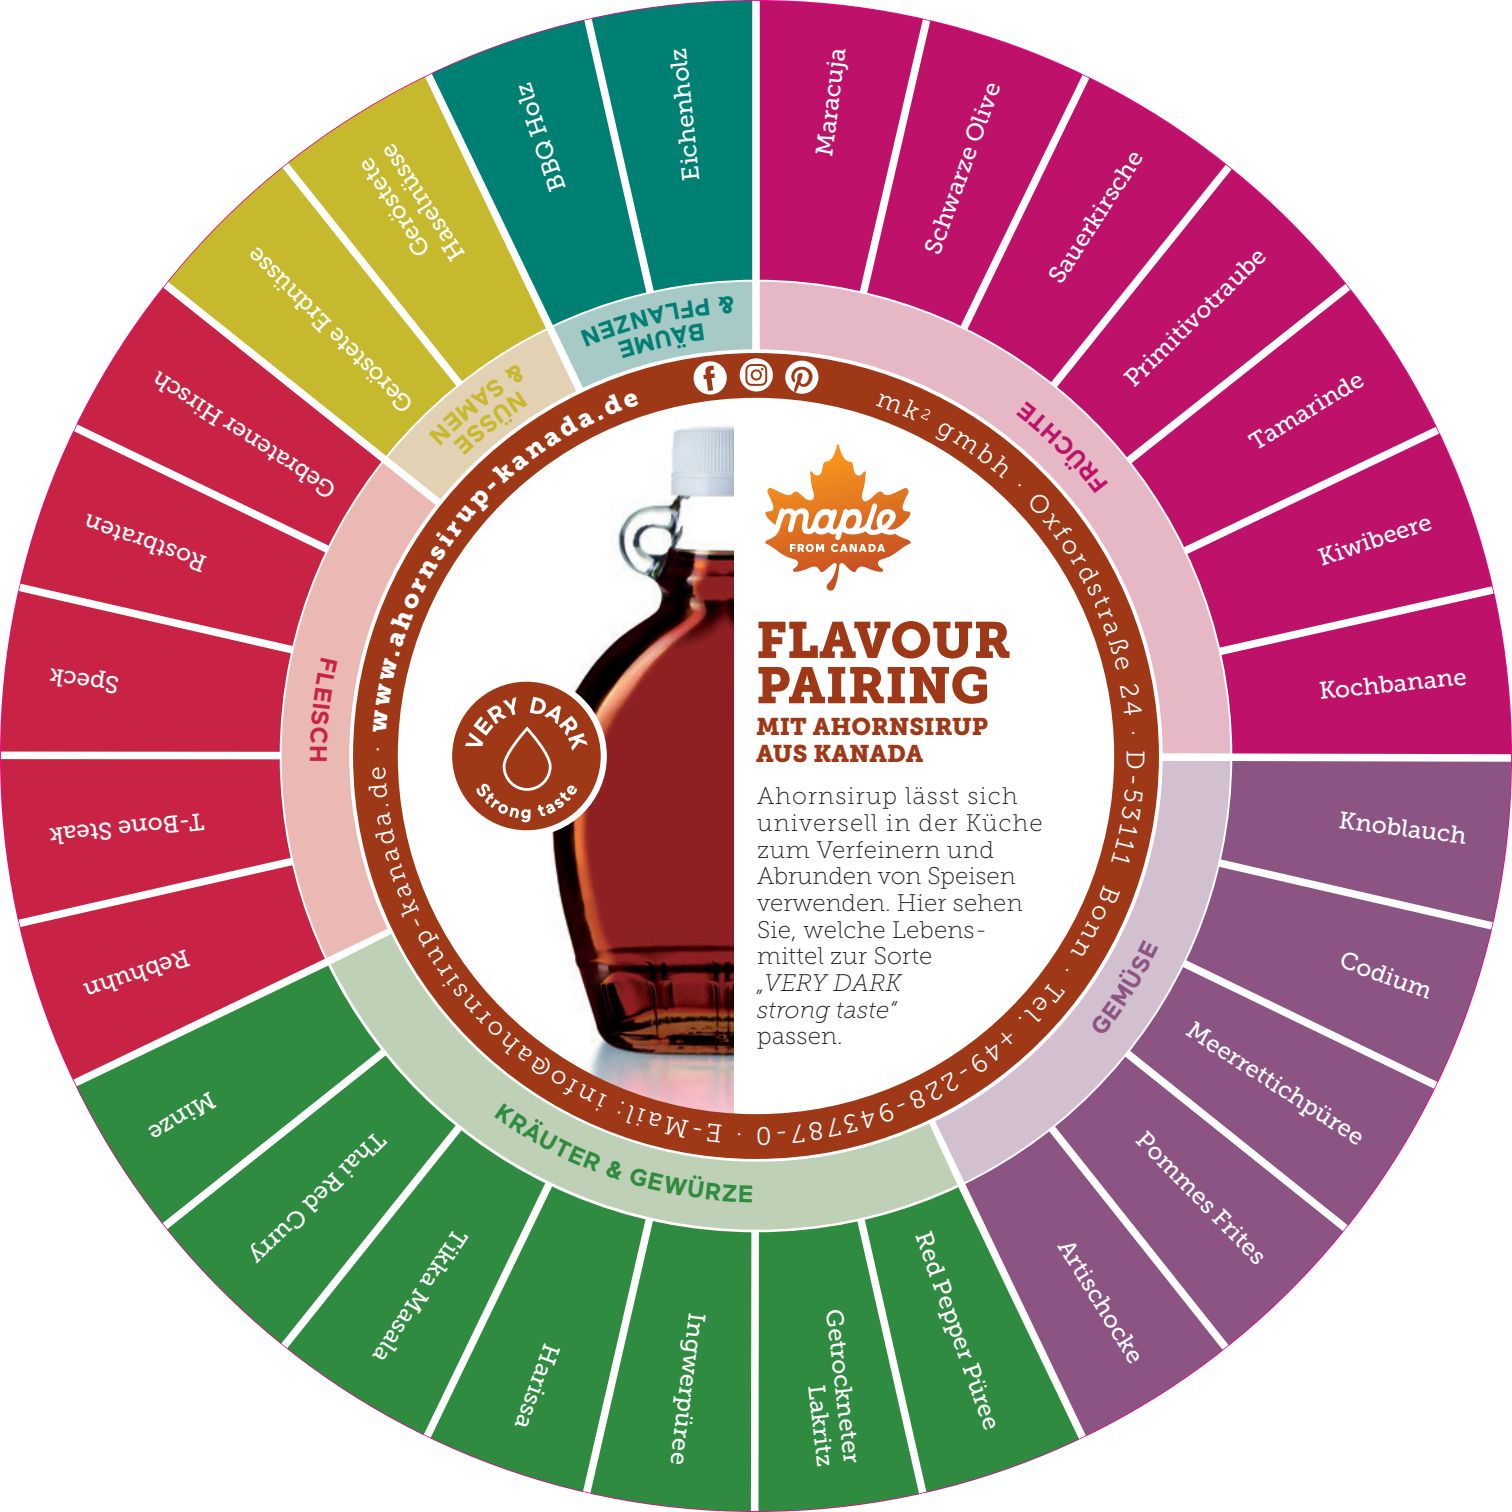 Maracuja
Schwarze Olive
Sauerkirsche
Primitivotraube
Tamarinde
Kiwibeere
Kochbanane
Knoblauch
Codium
Meerrettichpüree
Pommes Frites
Artischocke
Red Pepper Püree
Getrockneter
Lakritz
Ingwerpüree
Harissa
Tikka Masala
Thai Red Curry
Minze
Rebhuhn
T-Bone Steak
Speck
Rostbraten
Gebratener Hirsch
Geröstete Erdnüsse
Geröstete
Haselnüsse
BBQ Holz
Eichenholz
FRÜCHTE
GEMÜSE
KRÄUTER & GEWÜRZE
FLEISCH
NÜSSE
& SAMEN
BÄUME
& PFLANZEN
mk² gmbh · Oxfordstraße 24 · D-53111 Bonn · Tel. +49-228-943787-0 · E-Mail: info@ahornsirup-kanada.de · www.ahornsirup-kanada.de
maple
FROM CANADA
FLAVOUR
PAIRING
MIT AHORNSIRUP
AUS KANADA
Ahornsirup lässt sich
universell in der Küche
zum Verfeinern und
Abrunden von Speisen
verwenden. Hier sehen
Sie, welche Lebens-
mittel zur Sorte
„VERY DARK
strong taste“
passen.
VERY DARK
Strong taste